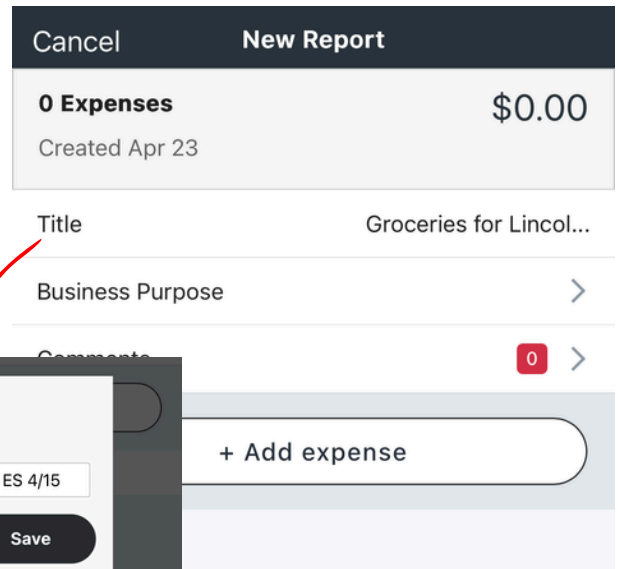 Cancel New Report
0 Expenses $0.00
Created Apr 23
Title Groceries for Lincol...
Business Purpose
Comments 0
+ Add expense
ES 4/15
Save